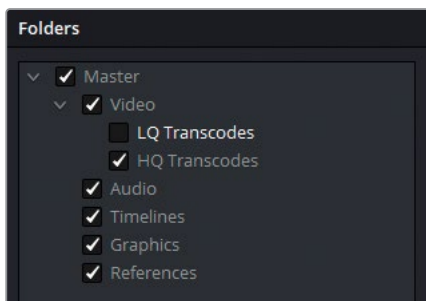 Folders
Master
Video
LQ Transcodes
HQ Transcodes
Audio
Timelines
Graphics
References